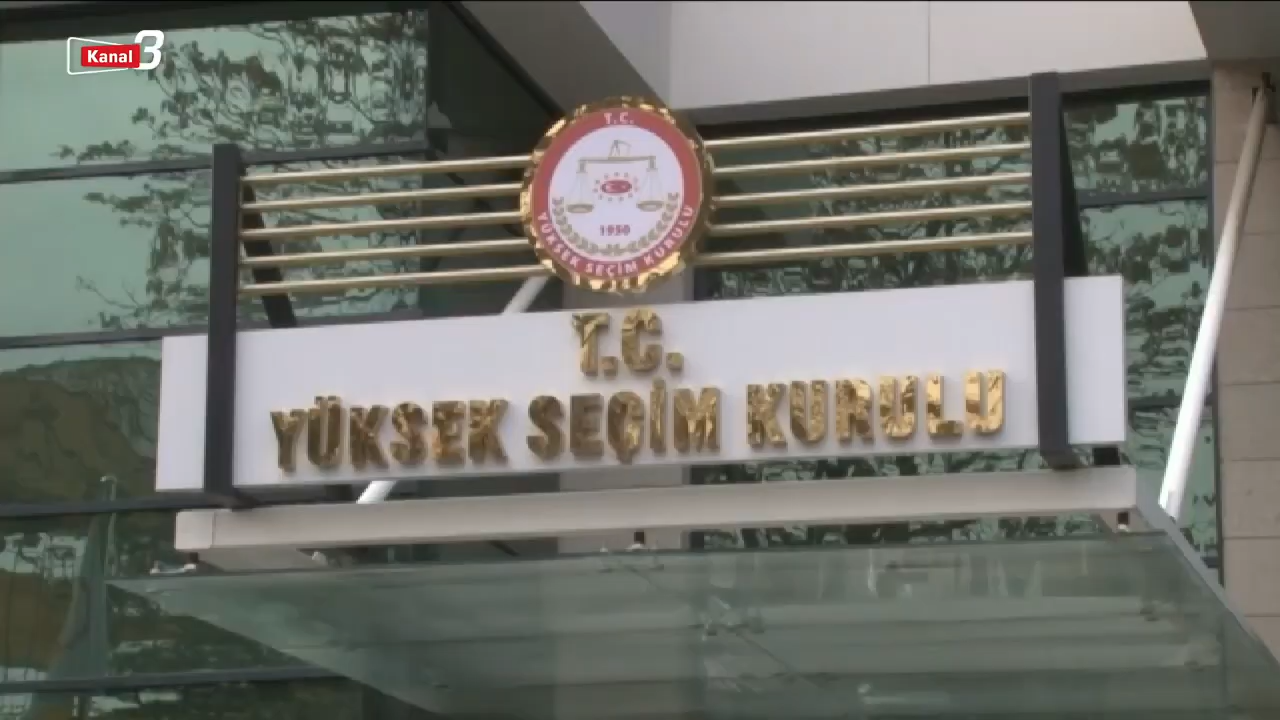 Kanal 3
T.C.
1950
YÜKSEK SEÇİM KURULU
T.C.
YÜKSEK SEÇİM KURULU